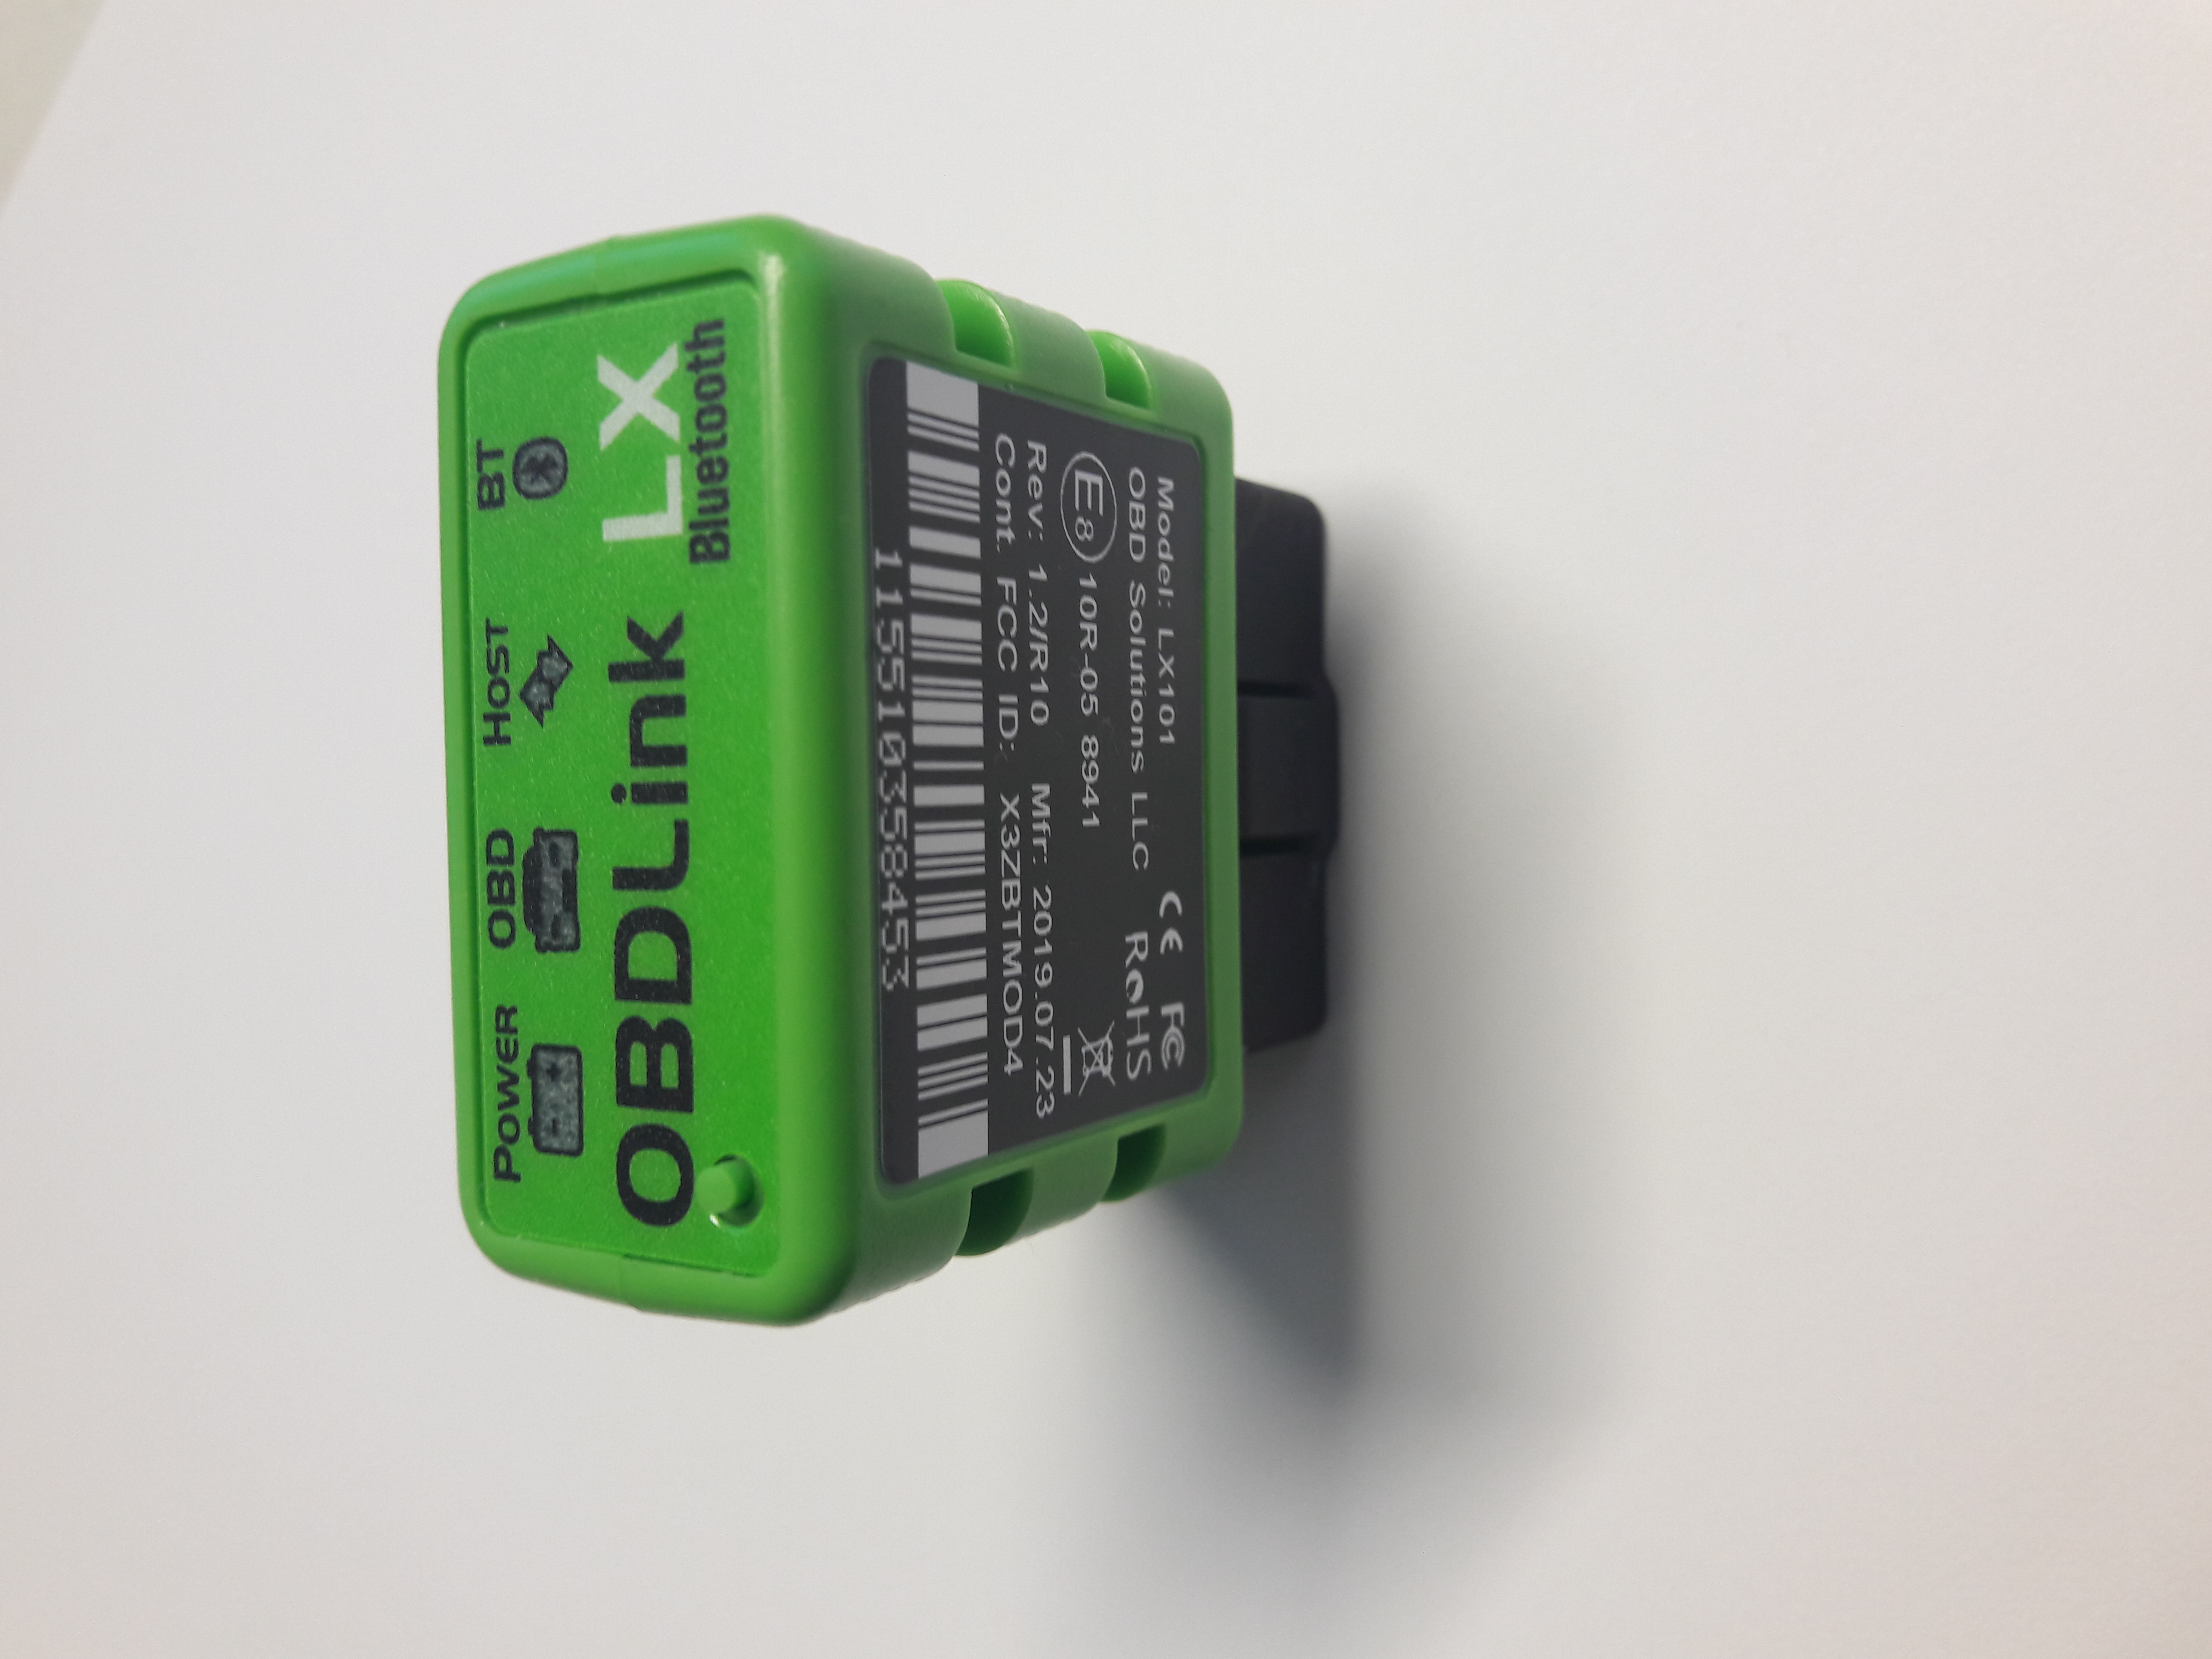 POWER OBD HOST BT
OBDLink LX
Bluetooth
Model: LX101
OBD Solutions LLC
FC CE
RoHS
E8 10R-05 8941
Rev: 1.2/R10 Mfr: 2019.07.23
Cont. FCC ID: X3ZBTMOD4
115510358453